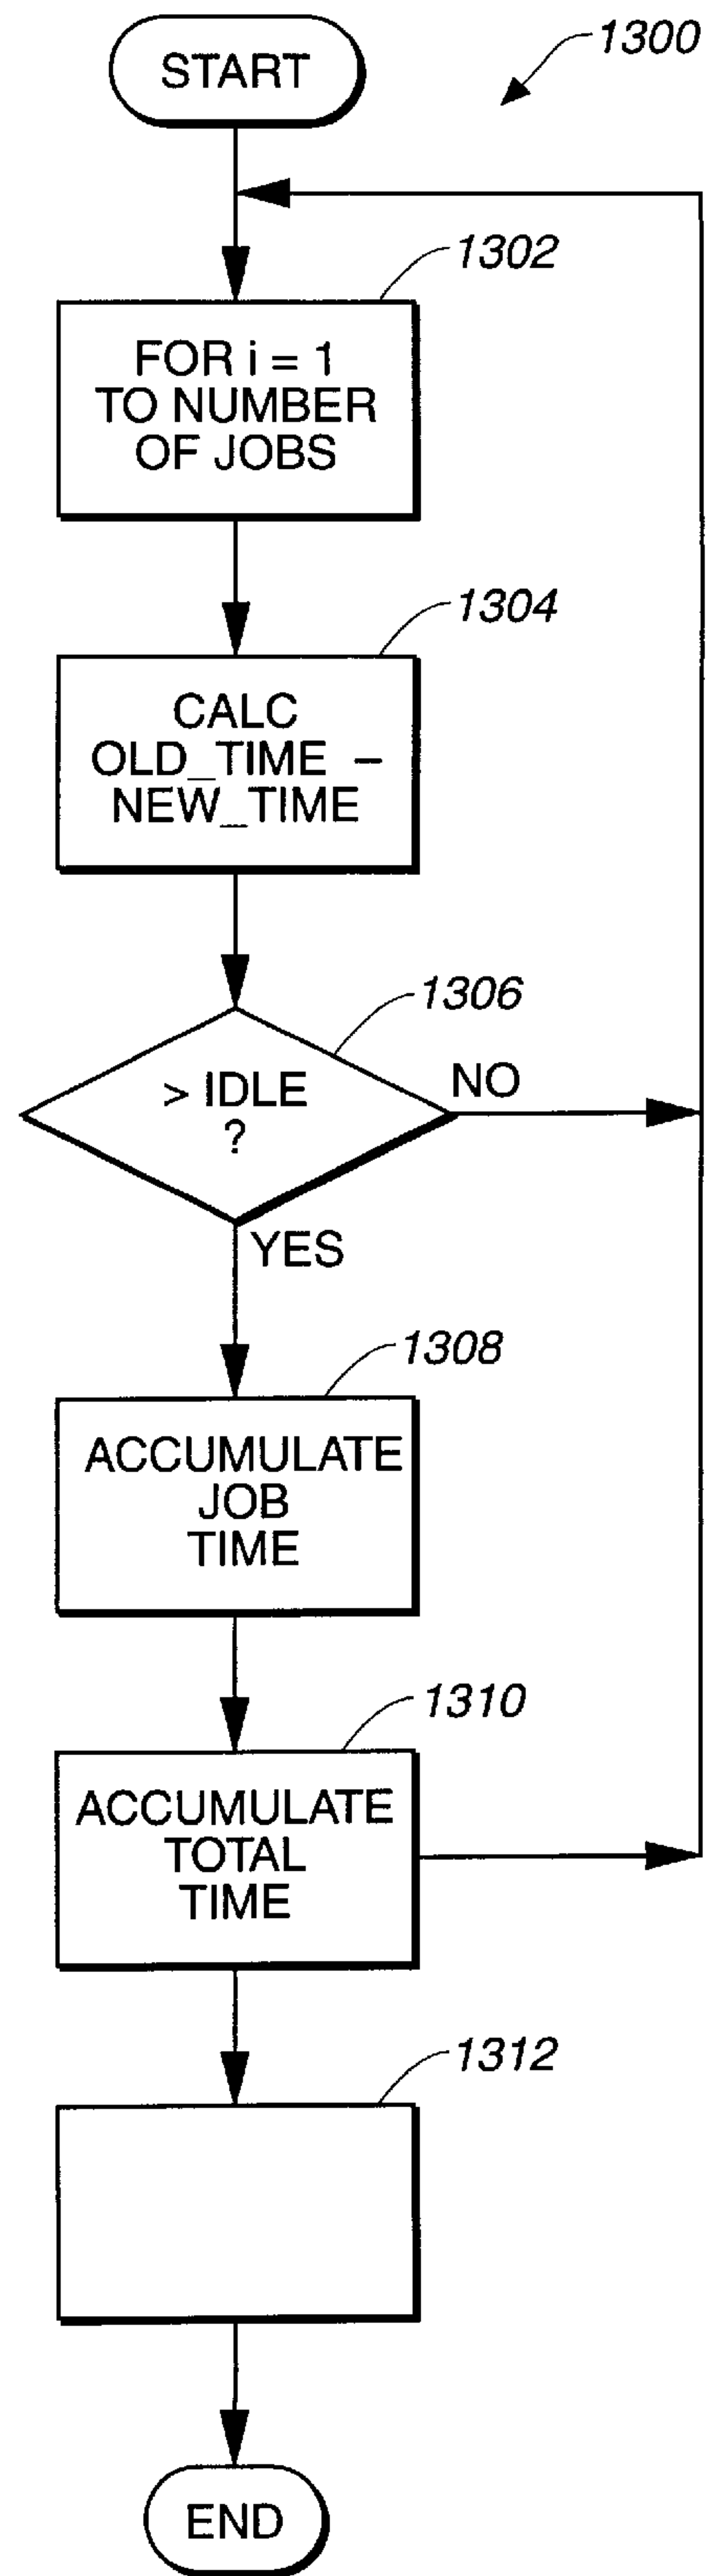 START
1300
1302
FOR i = 1
TO NUMBER
OF JOBS
1304
CALC
OLD_TIME –
NEW_TIME
1306
> IDLE
?
NO
YES
1308
ACCUMULATE
JOB
TIME
1310
ACCUMULATE
TOTAL
TIME
1312
END